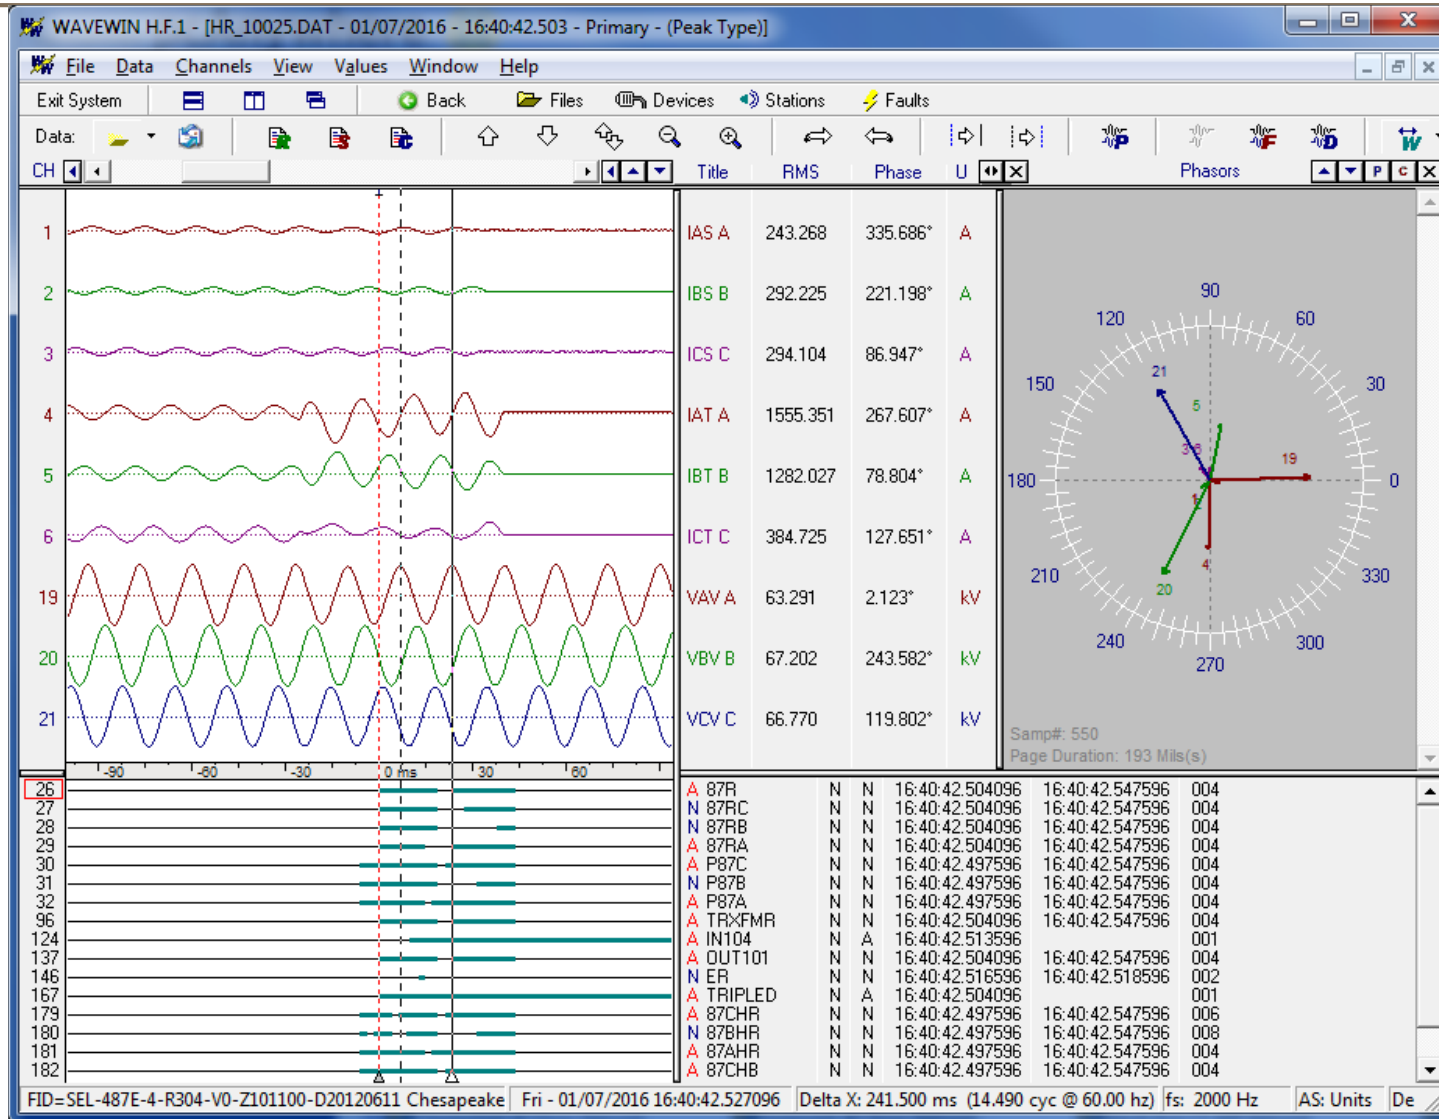 WAVEWIN H.F.1 - [HR_10025.DAT - 01/07/2016 - 16:40:42.503 - Primary - (Peak Type)]
File Data Channels View Values Window Help
Exit System Back Files Devices Stations Faults
Data: P F D W
CH Title RMS Phase U Phasors P C X
1 IAS A 243.268 335.686° A
2 IBS B 292.225 221.198° A
3 ICS C 294.104 86.947° A
4 IAT A 1555.351 267.607° A
5 IBT B 1282.027 78.804° A
6 ICT C 384.725 127.651° A
19 VAV A 63.291 2.123° kV
20 VBV B 67.202 243.582° kV
21 VCV C 66.770 119.802° kV
90
120 60
150 21 30
5
19
180 0
4
210 20 330
240 300
270
Samp#: 550
Page Duration: 193 Mils(s)
-90 -60 -30 0 ms 30 60
26 A 87R N N 16:40:42.504096 16:40:42.547596 004
27 N 87RC N N 16:40:42.504096 16:40:42.547596 004
28 N 87RB N N 16:40:42.504096 16:40:42.547596 004
29 A 87RA N N 16:40:42.504096 16:40:42.547596 004
30 A P87C N N 16:40:42.497596 16:40:42.547596 004
31 N P87B N N 16:40:42.497596 16:40:42.547596 004
32 A P87A N N 16:40:42.497596 16:40:42.547596 004
96 A TRXFMR N N 16:40:42.504096 16:40:42.547596 004
124 A IN104 N A 16:40:42.513596 001
137 A OUT101 N N 16:40:42.504096 16:40:42.547596 004
146 N ER N N 16:40:42.516596 16:40:42.518596 002
167 A TRIPLED N A 16:40:42.504096 001
179 A 87CHR N N 16:40:42.497596 16:40:42.547596 006
180 N 87BHR N N 16:40:42.497596 16:40:42.547596 008
181 A 87AHR N N 16:40:42.497596 16:40:42.547596 004
182 A 87CHB N N 16:40:42.497596 16:40:42.547596 004
FID=SEL-487E-4-R304-V0-Z101100-D20120611 Chesapeake Fri - 01/07/2016 16:40:42.527096 Delta X: 241.500 ms (14.490 cyc @ 60.00 hz) fs: 2000 Hz AS: Units De